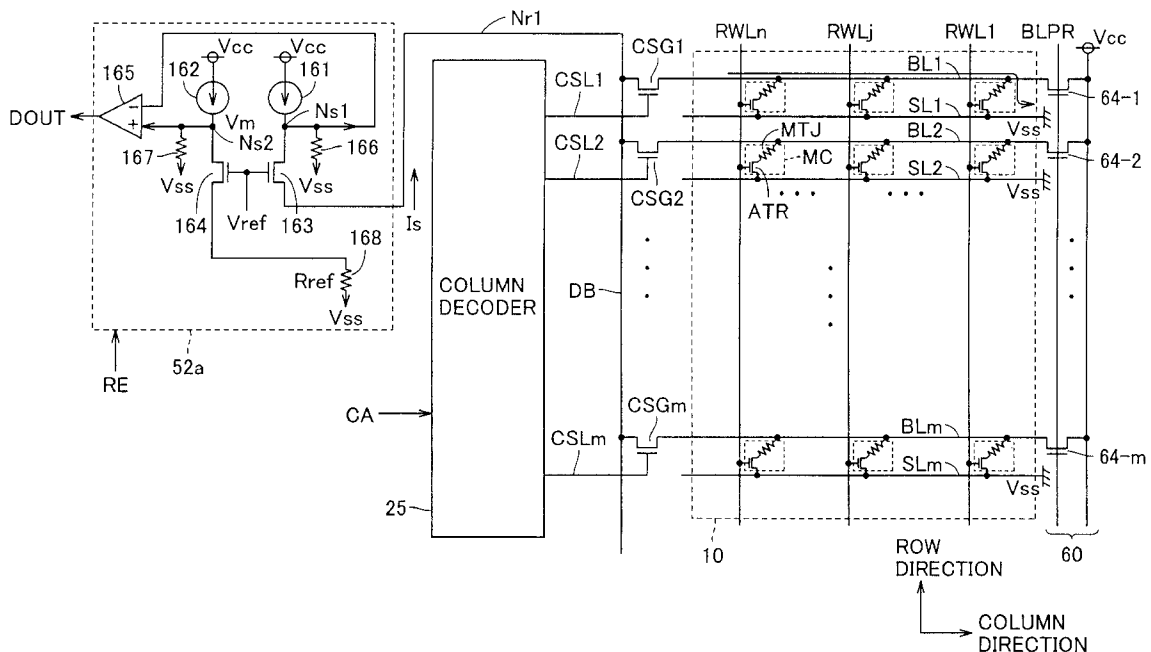 Nr1
RWLn
RWLj
RWL1
BLPR
Vcc
Vcc
Vcc
CSG1
165
162
161
CSL1
BL1
DOUT
Vm
Ns1
Ns2
SL1
Vss
64-1
167
166
CSL2
MTJ
BL2
Vss
Vss
MC
SL2
Vss
64-2
164
Vref
163
Is
CSG2
ATR
168
Rref
Vss
COLUMN
DECODER
DB
52a
RE
CA
CSGm
CSLm
BLm
SLm
Vss
64-m
25
10
60
ROW
DIRECTION
COLUMN
DIRECTION